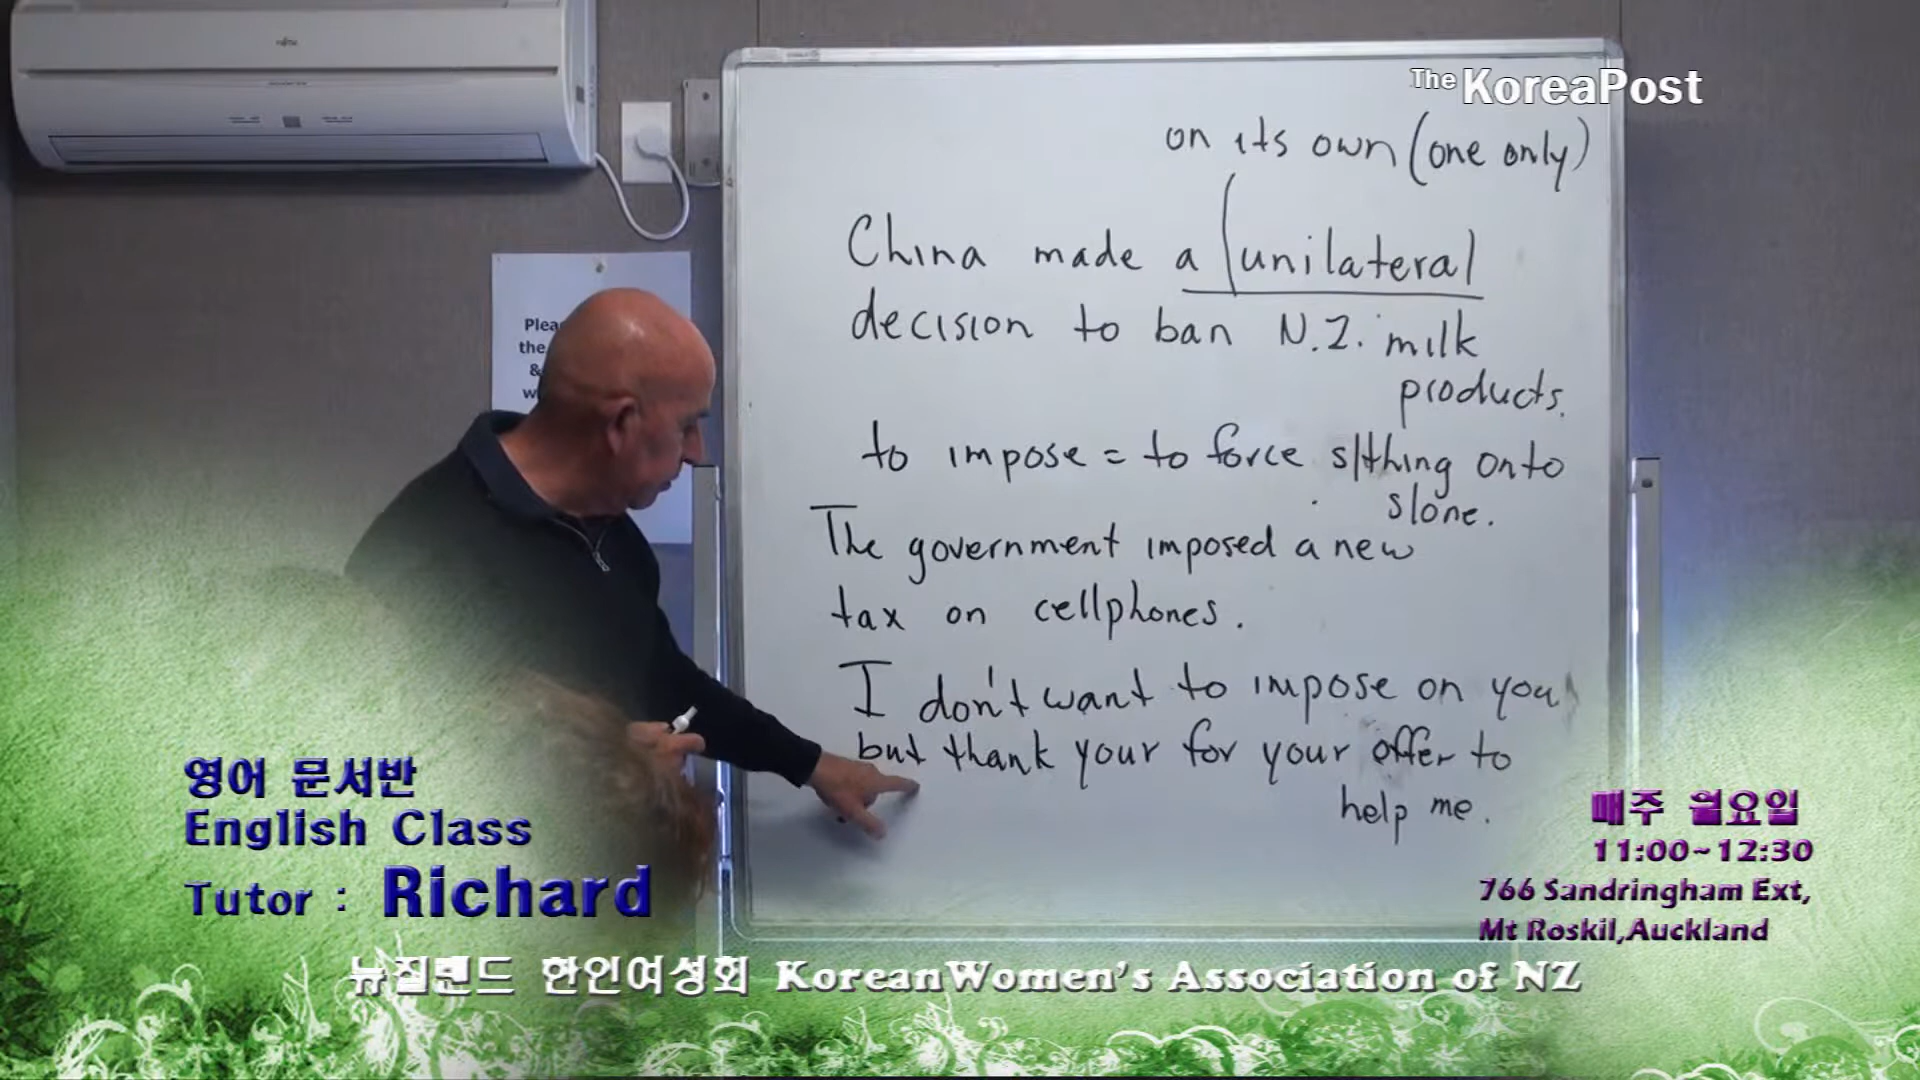 FUJITSU
The KoreaPost
on its own (one only)
China made a unilateral
decision to ban N.Z. milk
products.
to impose = to force s/thing onto
s/one.
The government imposed a new
tax on cellphones.
I don't want to impose on you
but thank your for your offer to
help me.
Plea
the
&
w
영어 문서반
English Class
Tutor : Richard
매주 월요일
11:00~12:30
766 Sandringham Ext,
Mt Roskil,Auckland
뉴질랜드 한인여성회 KoreanWomen's Association of NZ